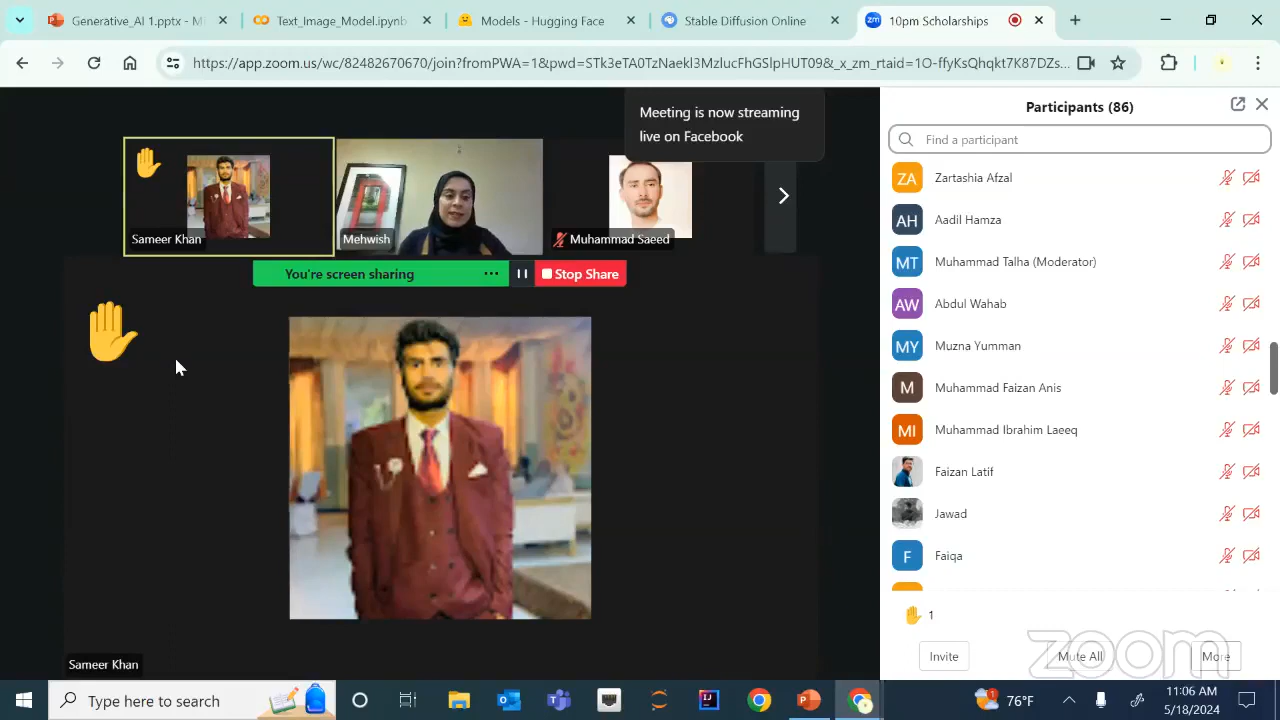 Generative_AI 1.pptx - Mi
Text_Image_Model.ipynb
Models - Hugging Face
Stable Diffusion Online
zm
10pm Scholarships
https://app.zoom.us/wc/82482670670/join?fromPWA=1&pwd=STk3eTA0TzNaekl3MzlucFhGSlpHUT09&_x_zm_rtaid=1O-ffyKsQhqkt7K87DZs...
Meeting is now streaming
live on Facebook
Sameer Khan
Mehwish
Muhammad Saeed
You're screen sharing
Stop Share
Sameer Khan
Participants (86)
Find a participant
ZA Zartashia Afzal
AH Aadil Hamza
MT Muhammad Talha (Moderator)
AW Abdul Wahab
MY Muzna Yumman
M Muhammad Faizan Anis
MI Muhammad Ibrahim Laeeq
Faizan Latif
Jawad
F Faiqa
1
Invite
Mute All
More
zoom
Type here to search
1
76°F
11:06 AM
5/18/2024